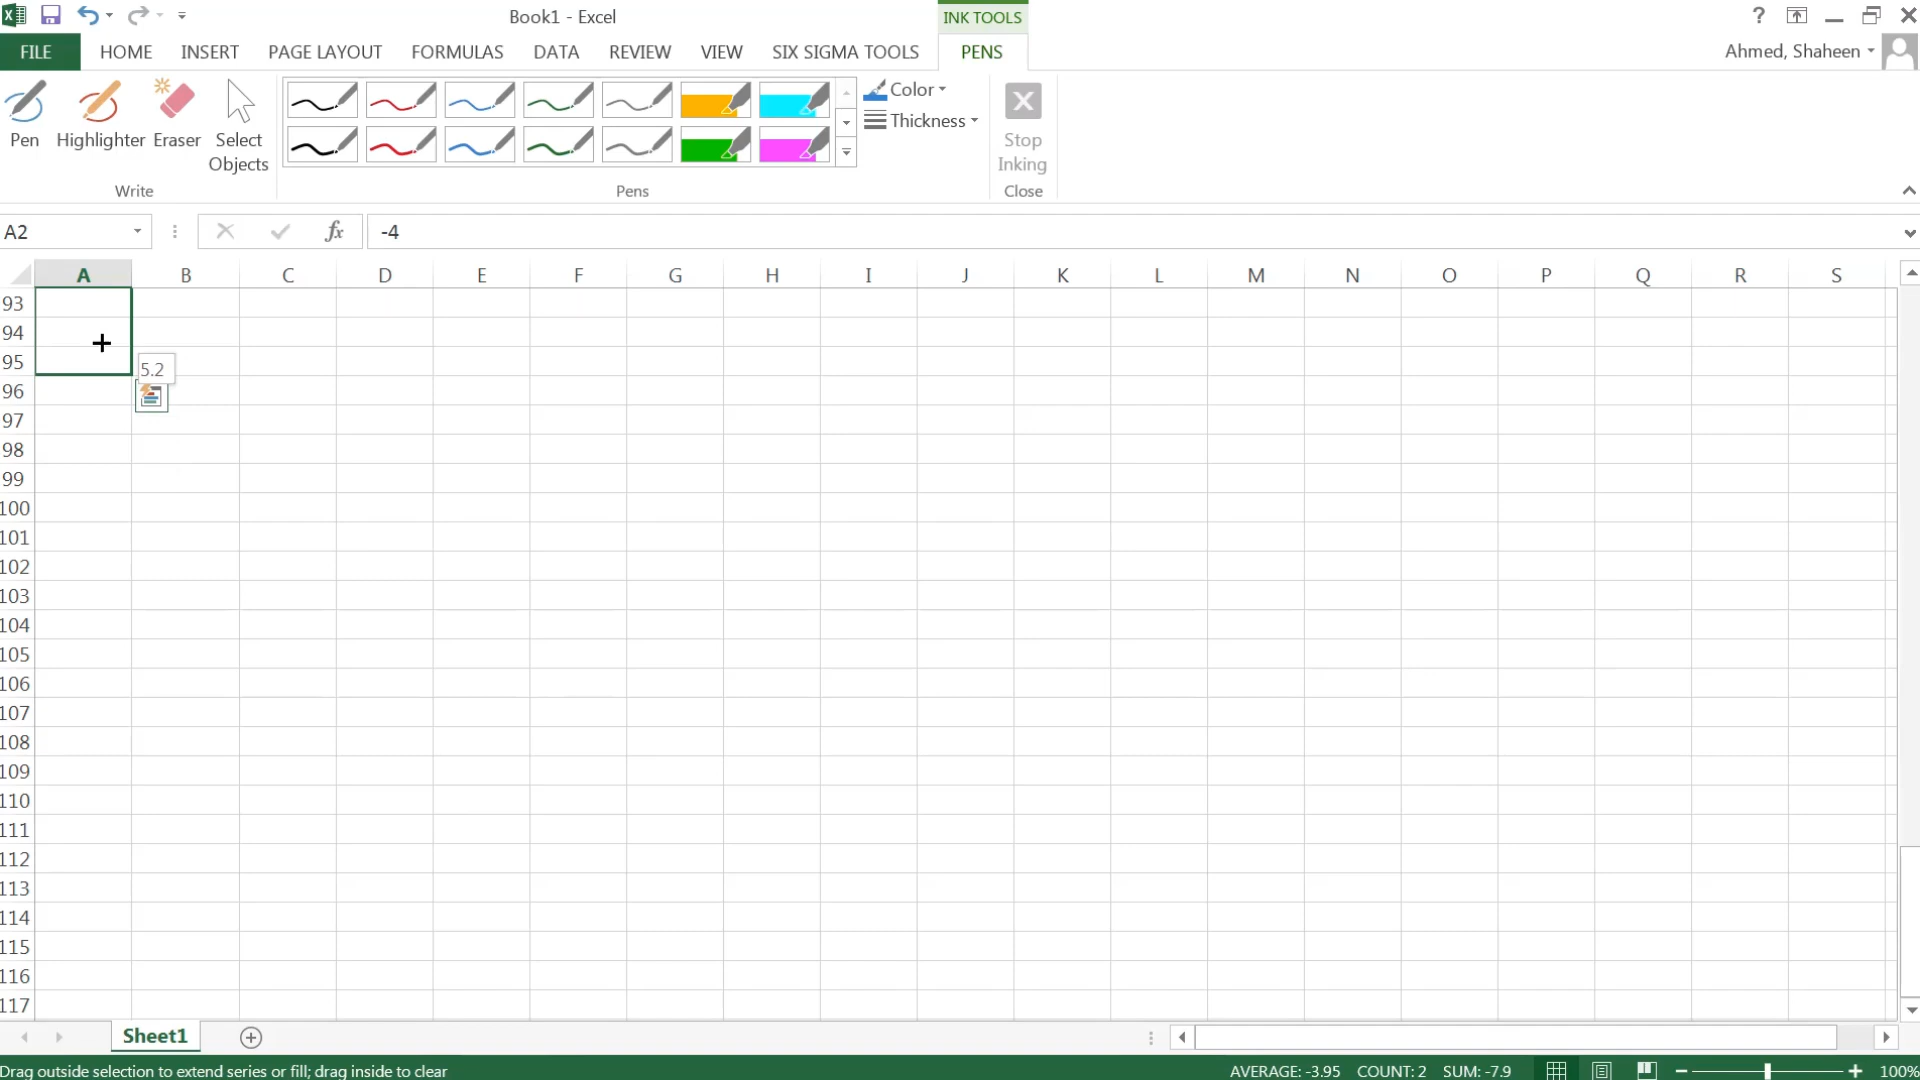 Book1 - Excel
INK TOOLS
?
FILE
HOME
INSERT
PAGE LAYOUT
FORMULAS
DATA
REVIEW
VIEW
SIX SIGMA TOOLS
PENS
Ahmed, Shaheen
Pen
Highlighter
Eraser
Select
Objects
Color
Thickness
Stop
Inking
Write
Pens
Close
A2
fx
-4
A B C D E F G H I J K L M N O P Q R S
93
94
95
5.2
96
97
98
99
100
101
102
103
104
105
106
107
108
109
110
111
112
113
114
115
116
117
Sheet1
Drag outside selection to extend series or fill; drag inside to clear
AVERAGE: -3.95 COUNT: 2 SUM: -7.9
100%